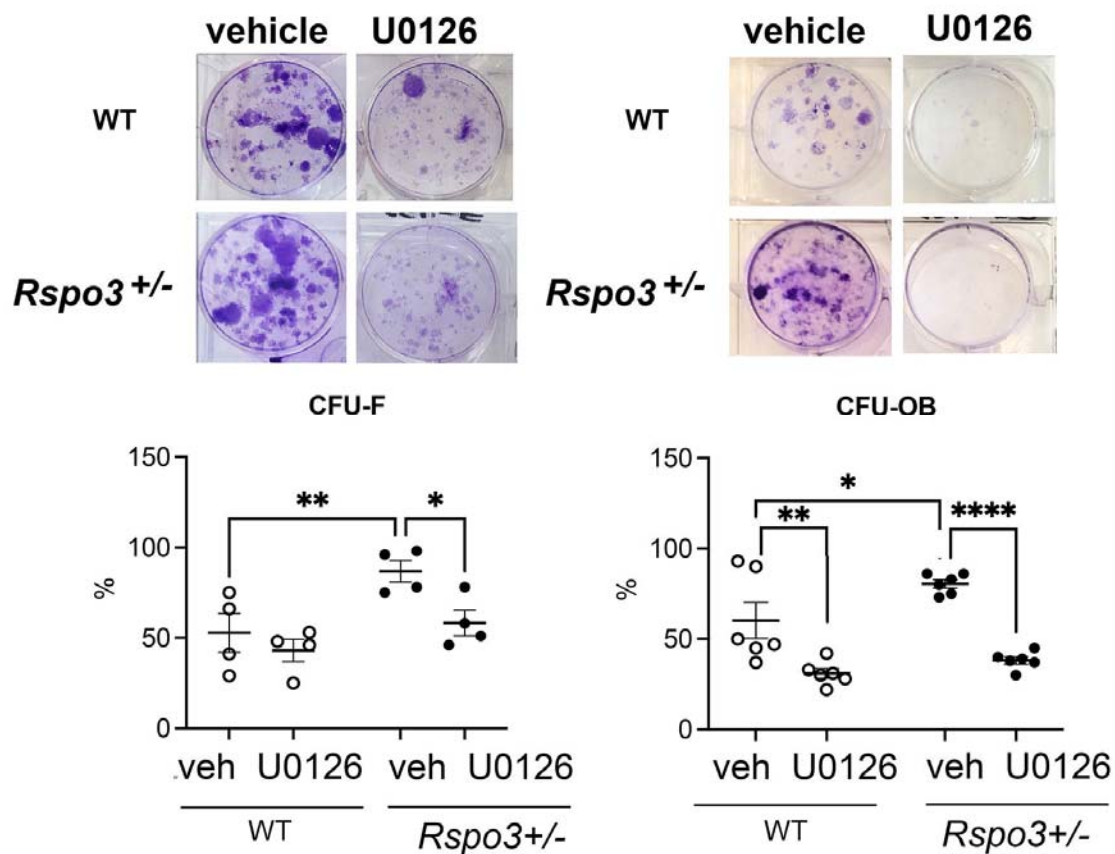 vehicle U0126
WT
Rspo3 +/-
vehicle U0126
WT
Rspo3 +/-
CFU-F
150
100
50
0
%
**
*
.veh U0126 veh U0126
WT Rspo3+/-
CFU-OB
150
100
50
0
%
*
**
****
veh U0126 veh U0126
WT Rspo3+/-